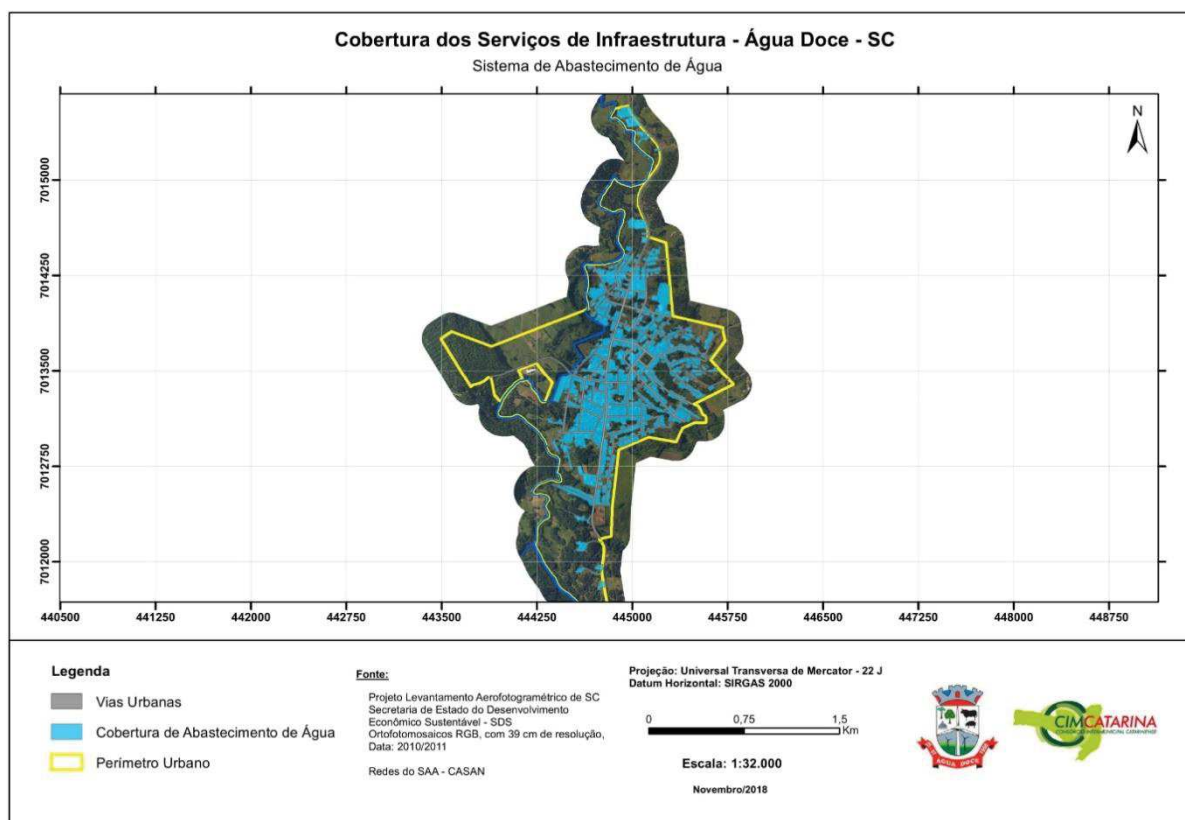 Cobertura dos Serviços de Infraestrutura - Água Doce - SC
Sistema de Abastecimento de Água
N
7015000
7014250
7013500
7012750
7012000
440500 441250 442000 442750 443500 444250 445000 445750 446500 447250 448000 448750
Legenda
Vias Urbanas
Cobertura de Abastecimento de Água
Perímetro Urbano
Fonte:
Projeto Levantamento Aerofotogramétrico de SC
Secretaria de Estado do Desenvolvimento
Econômico Sustentável - SDS
Ortofotomosaicos RGB, com 39 cm de resolução,
Data: 2010/2011
Redes do SAA - CASAN
Projeção: Universal Transversa de Mercator - 22 J
Datum Horizontal: SIRGAS 2000
0 0,75 1,5
Km
Escala: 1:32.000
Novembro/2018
ÁGUA DOCE
CIMCATARINA
CONSÓRCIO INTERMUNICIPAL CATARINENSE